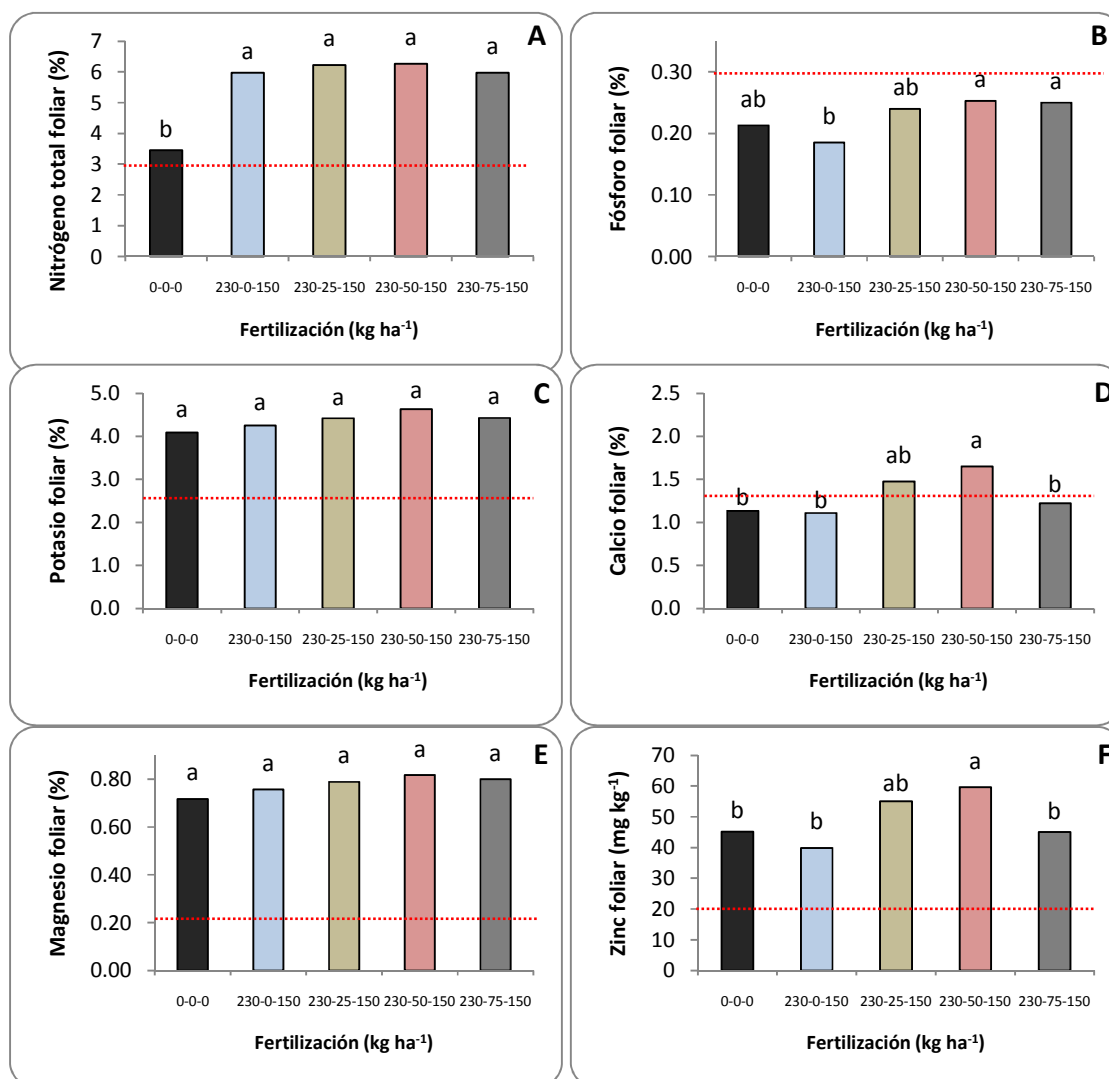 A
Nitrógeno total foliar (%)
7
6
5
4
3
2
1
0
b
a
a
a
a
0-0-0
230-0-150
230-25-150
230-50-150
230-75-150
Fertilización (kg ha⁻¹)
B
Fósforo foliar (%)
0.30
0.20
0.10
0.00
ab
b
ab
a
a
0-0-0
230-0-150
230-25-150
230-50-150
230-75-150
Fertilización (kg ha⁻¹)
C
Potasio foliar (%)
5.0
4.0
3.0
2.0
1.0
0.0
a
a
a
a
a
0-0-0
230-0-150
230-25-150
230-50-150
230-75-150
Fertilización (kg ha⁻¹)
D
Calcio foliar (%)
2.5
2.0
1.5
1.0
0.5
0.0
b
b
ab
a
b
0-0-0
230-0-150
230-25-150
230-50-150
230-75-150
Fertilización (kg ha⁻¹)
E
Magnesio foliar (%)
0.80
0.60
0.40
0.20
0.00
a
a
a
a
a
0-0-0
230-0-150
230-25-150
230-50-150
230-75-150
Fertilización (kg ha⁻¹)
F
Zinc foliar (mg kg⁻¹)
70
60
50
40
30
20
10
0
b
b
ab
a
b
0-0-0
230-0-150
230-25-150
230-50-150
230-75-150
Fertilización (kg ha⁻¹)